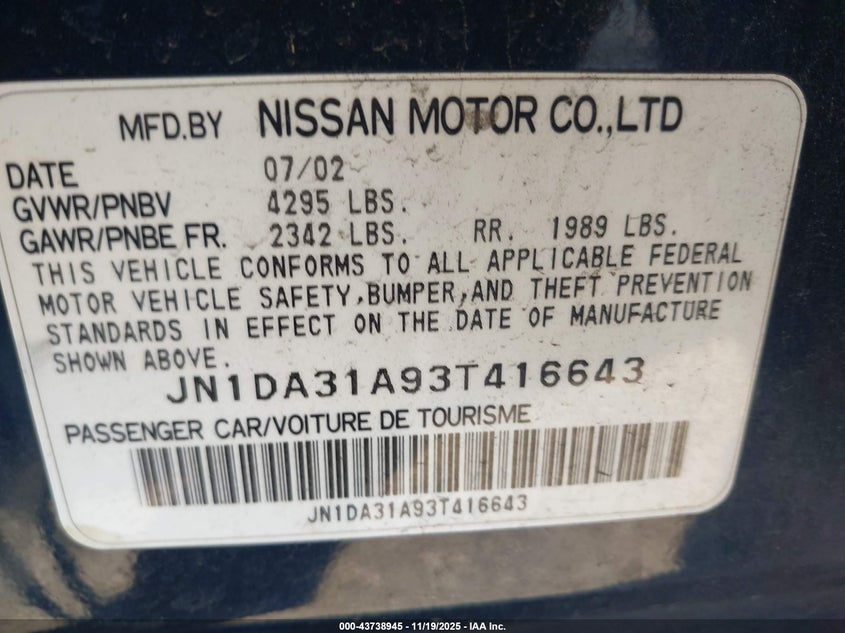 MFD.BY NISSAN MOTOR CO.,LTD
DATE 07/02
GVWR/PNBV 4295 LBS.
GAWR/PNBE FR. 2342 LBS. RR. 1989 LBS.
THIS VEHICLE CONFORMS TO ALL APPLICABLE FEDERAL
MOTOR VEHICLE SAFETY,BUMPER,AND THEFT PREVENTION
STANDARDS IN EFFECT ON THE DATE OF MANUFACTURE
SHOWN ABOVE.
JN1DA31A93T416643
PASSENGER CAR/VOITURE DE TOURISME
JN1DA31A93T416643
000-43738945 - 11/19/2025 - IAA Inc.